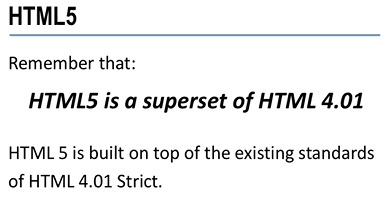 HTML5
Remember that:
HTML5 is a superset of HTML 4.01
HTML 5 is built on top of the existing standards
of HTML 4.01 Strict.